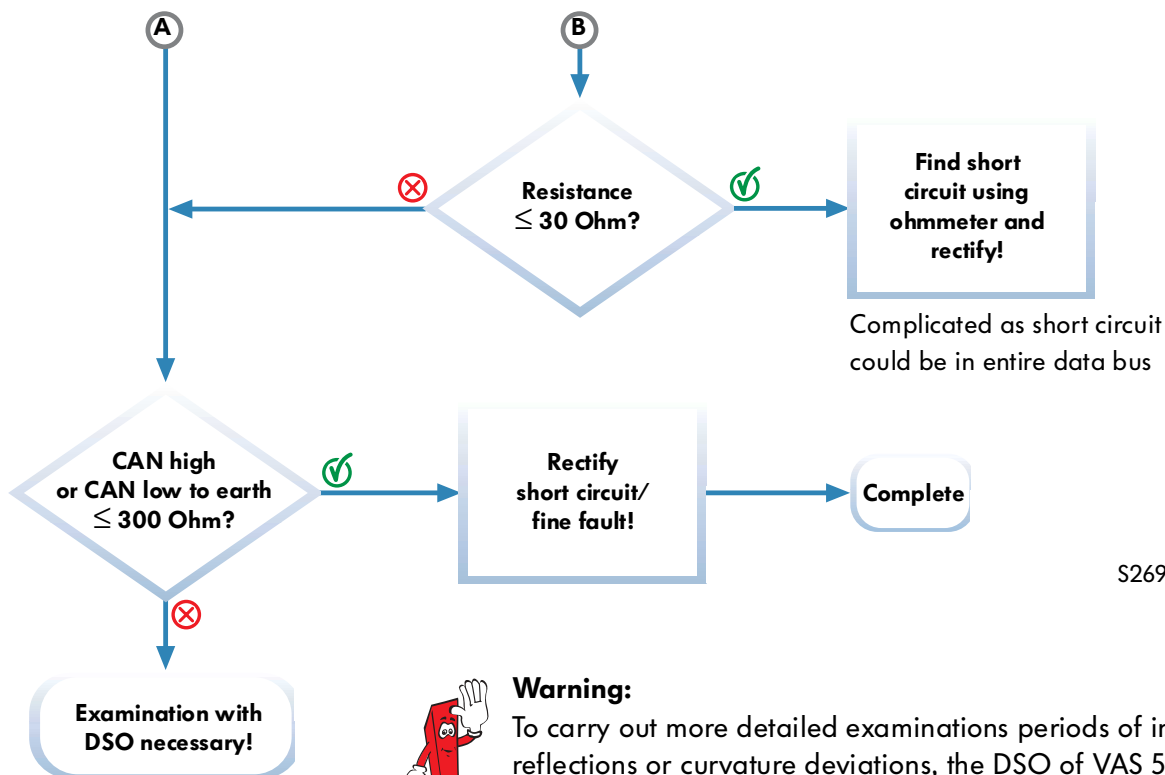 A
B
Resistance
≤ 30 Ohm?
Find short
circuit using
ohmmeter and
rectify!
Complicated as short circuit
could be in entire data bus
CAN high
or CAN low to earth
≤ 300 Ohm?
Rectify
short circuit/
fine fault!
Complete
S269
Examination with
DSO necessary!
Warning:
To carry out more detailed examinations periods of
reflections or curvature deviations, the DSO of VAS 5